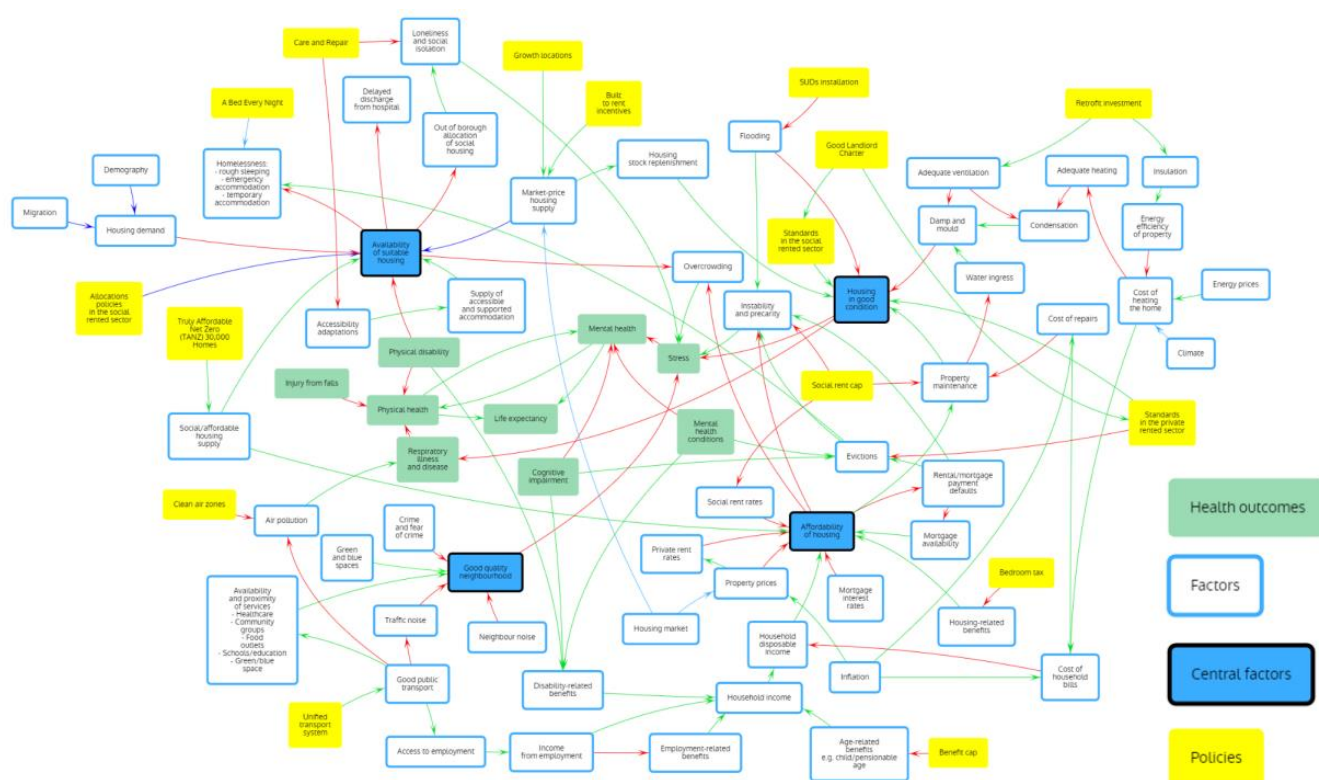 Care and Repair
Loneliness
and social
isolation
Growth locations
A Bed Every Night
Delayed
discharge
from hospital
Built
to rent
incentives
SUDs installation
Retrofit investment
Out of borough
allocation
of social
housing
Flooding
Good Landlord
Charter
Homelessness:
- rough sleeping
- emergency
accommodation
- temporary
accommodation
Housing
stock replenishment
Demography
Adequate ventilation
Adequate heating
Insulation
Migration
Housing demand
Market-price
housing
supply
Standards
in the social
rented sector
Damp and
mould
Condensation
Energy
efficiency
of property
Availability
of suitable
housing
Overcrowding
Water ingress
Allocations
policies
in the social
rented sector
Supply of
accessible
and supported
accommodation
Instability
and precarity
Housing
in good
condition
Cost of
heating
the home
Energy prices
Truly Affordable
Net Zero
(TANZ) 30,000
Homes
Accessibility
adaptations
Mental health
Cost of repairs
Physical disability
Stress
Climate
Injury from falls
Social rent cap
Property
maintenance
Physical health
Life expectancy
Social/affordable
housing
supply
Mental
health
conditions
Standards
in the private
rented sector
Respiratory
illness
and disease
Cognitive
impairment
Evictions
Rental/mortgage
payment
defaults
Clean air zones
Air pollution
Social rent rates
Health outcomes
Crime
and fear
of crime
Affordability
of housing
Mortgage
availability
Green
and blue
spaces
Good quality
neighbourhood
Private rent
rates
Property prices
Bedroom tax
Factors
Availability
and proximity
of services
- Healthcare
- Community
groups
- Food
outlets
- Schools/education
- Green/blue
space
Mortgage
interest
rates
Traffic noise
Neighbour noise
Housing market
Housing-related
benefits
Household
disposable
income
Good public
transport
Disability-related
benefits
Household income
Inflation
Cost of
household
bills
Central factors
Unified
transport
system
Access to employment
Income
from employment
Employment-related
benefits
Age-related
benefits
e.g. child/pensionable
age
Benefit cap
Policies